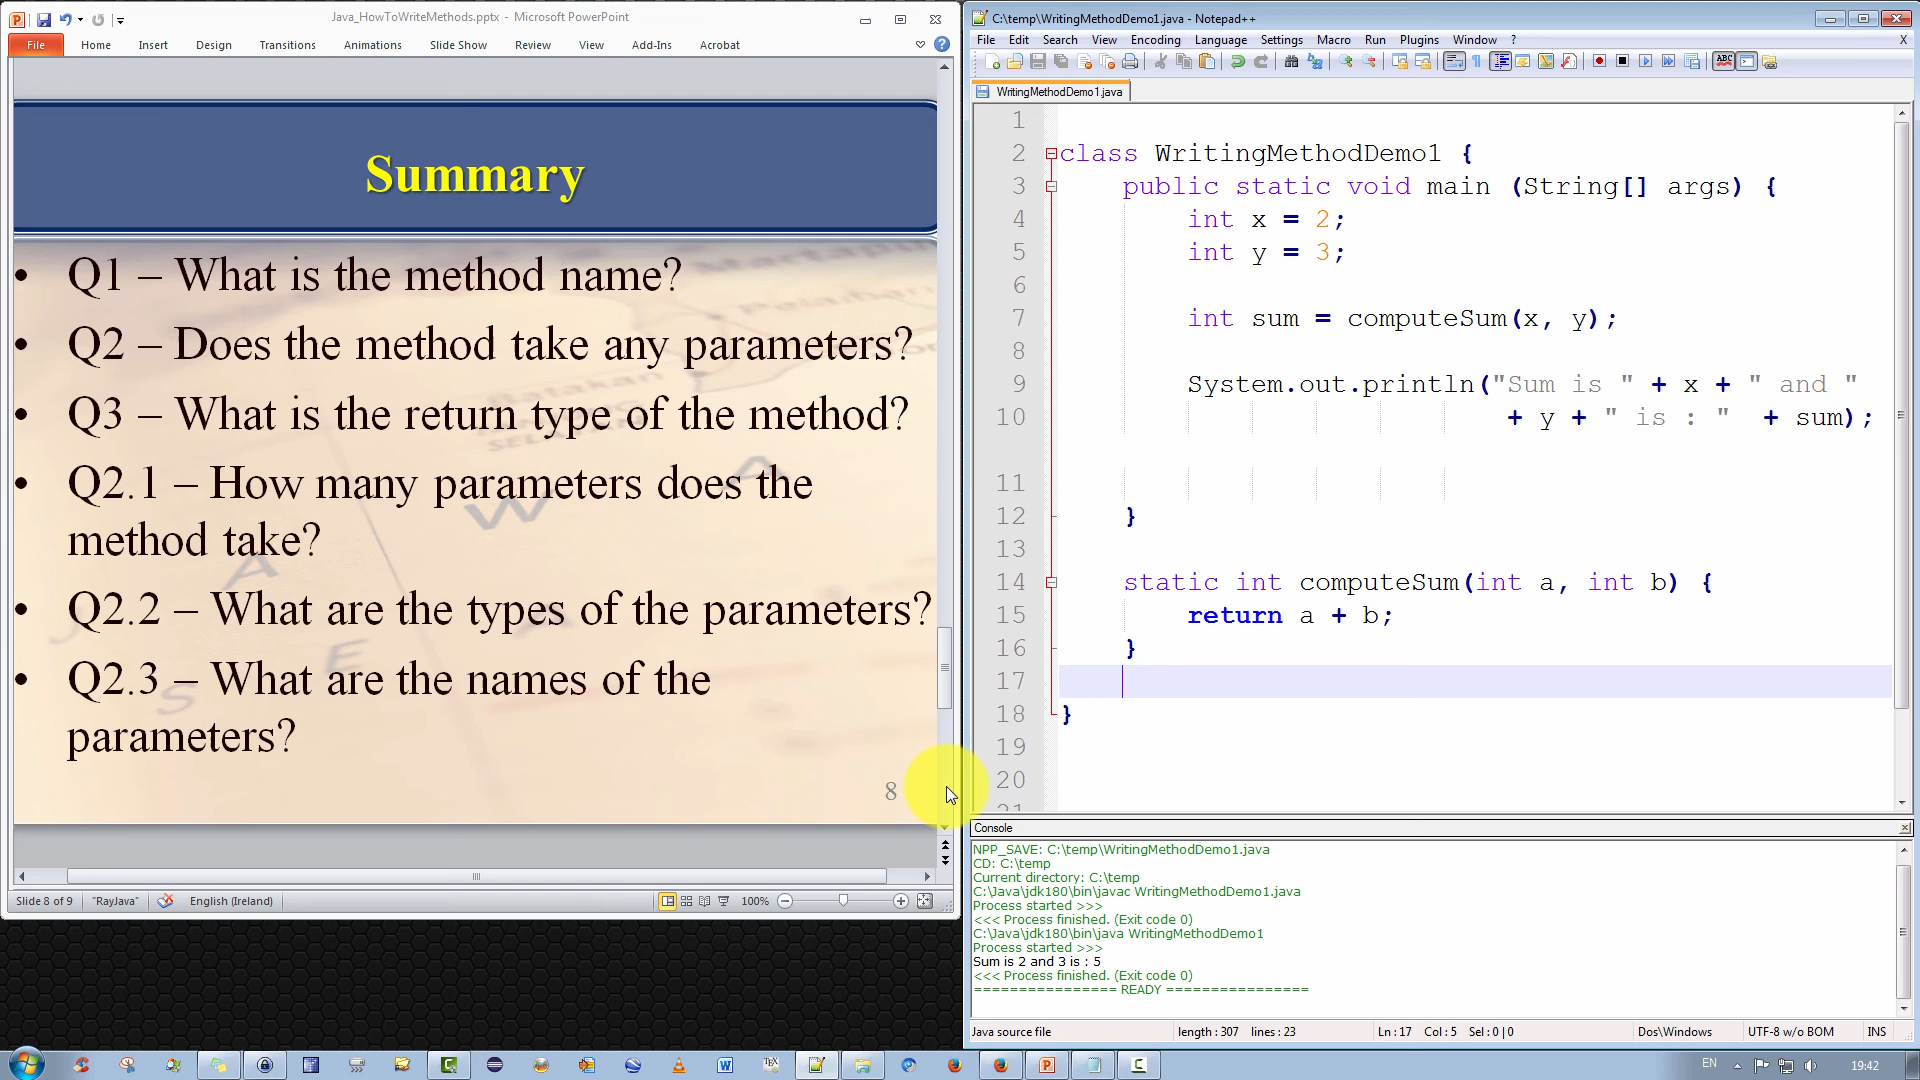 Java_HowToWriteMethods.pptx - Microsoft PowerPoint
File Home Insert Design Transitions Animations Slide Show Review View Add-Ins Acrobat
Summary
• Q1 – What is the method name?
• Q2 – Does the method take any parameters?
• Q3 – What is the return type of the method?
• Q2.1 – How many parameters does the
method take?
• Q2.2 – What are the types of the parameters?
• Q2.3 – What are the names of the
parameters?
8
Slide 8 of 9 "RayJava" English (Ireland) 100%
C:\temp\WritingMethodDemo1.java - Notepad++
File Edit Search View Encoding Language Settings Macro Run Plugins Window ? X
WritingMethodDemo1.java
1
2 class WritingMethodDemo1 {
3 public static void main (String[] args) {
4 int x = 2;
5 int y = 3;
6
7 int sum = computeSum(x, y);
8
9 System.out.println("Sum is " + x + " and "
10 + y + " is : " + sum);
11
12 }
13
14 static int computeSum(int a, int b) {
15 return a + b;
16 }
17
18 }
19
20
21
Console
NPP_SAVE: C:\temp\WritingMethodDemo1.java
CD: C:\temp
Current directory: C:\temp
C:\Java\jdk180\bin\javac WritingMethodDemo1.java
Process started >>>
<<< Process finished. (Exit code 0)
C:\Java\jdk180\bin\java WritingMethodDemo1
Process started >>>
Sum is 2 and 3 is : 5
<<< Process finished. (Exit code 0)
================ READY ================
Java source file length : 307 lines : 23 Ln : 17 Col : 5 Sel : 0 | 0 Dos\Windows UTF-8 w/o BOM INS
EN 19:42